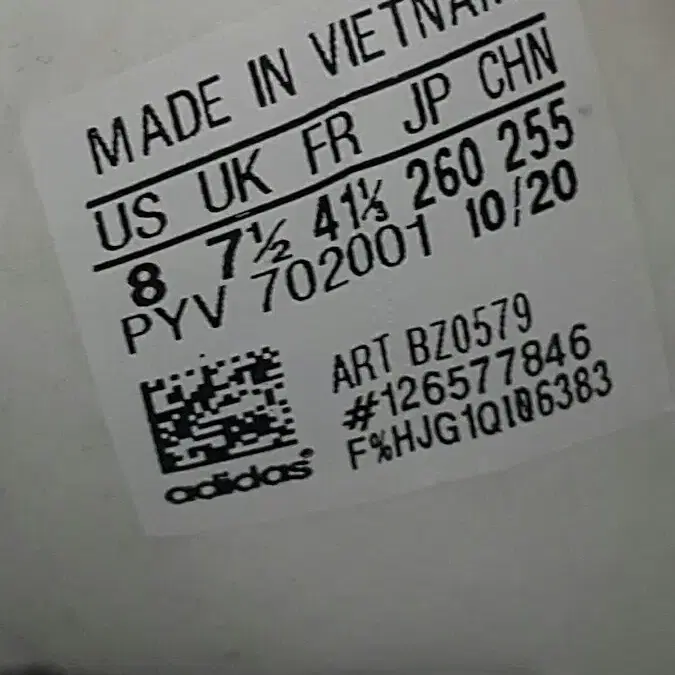 MADE IN VIETNAM
US UK FR JP CHN
8 7½ 41⅓ 260 255
PYV 702001 10/20
ART BZ0579
#126577846
F%HJG1QI06383
adidas®